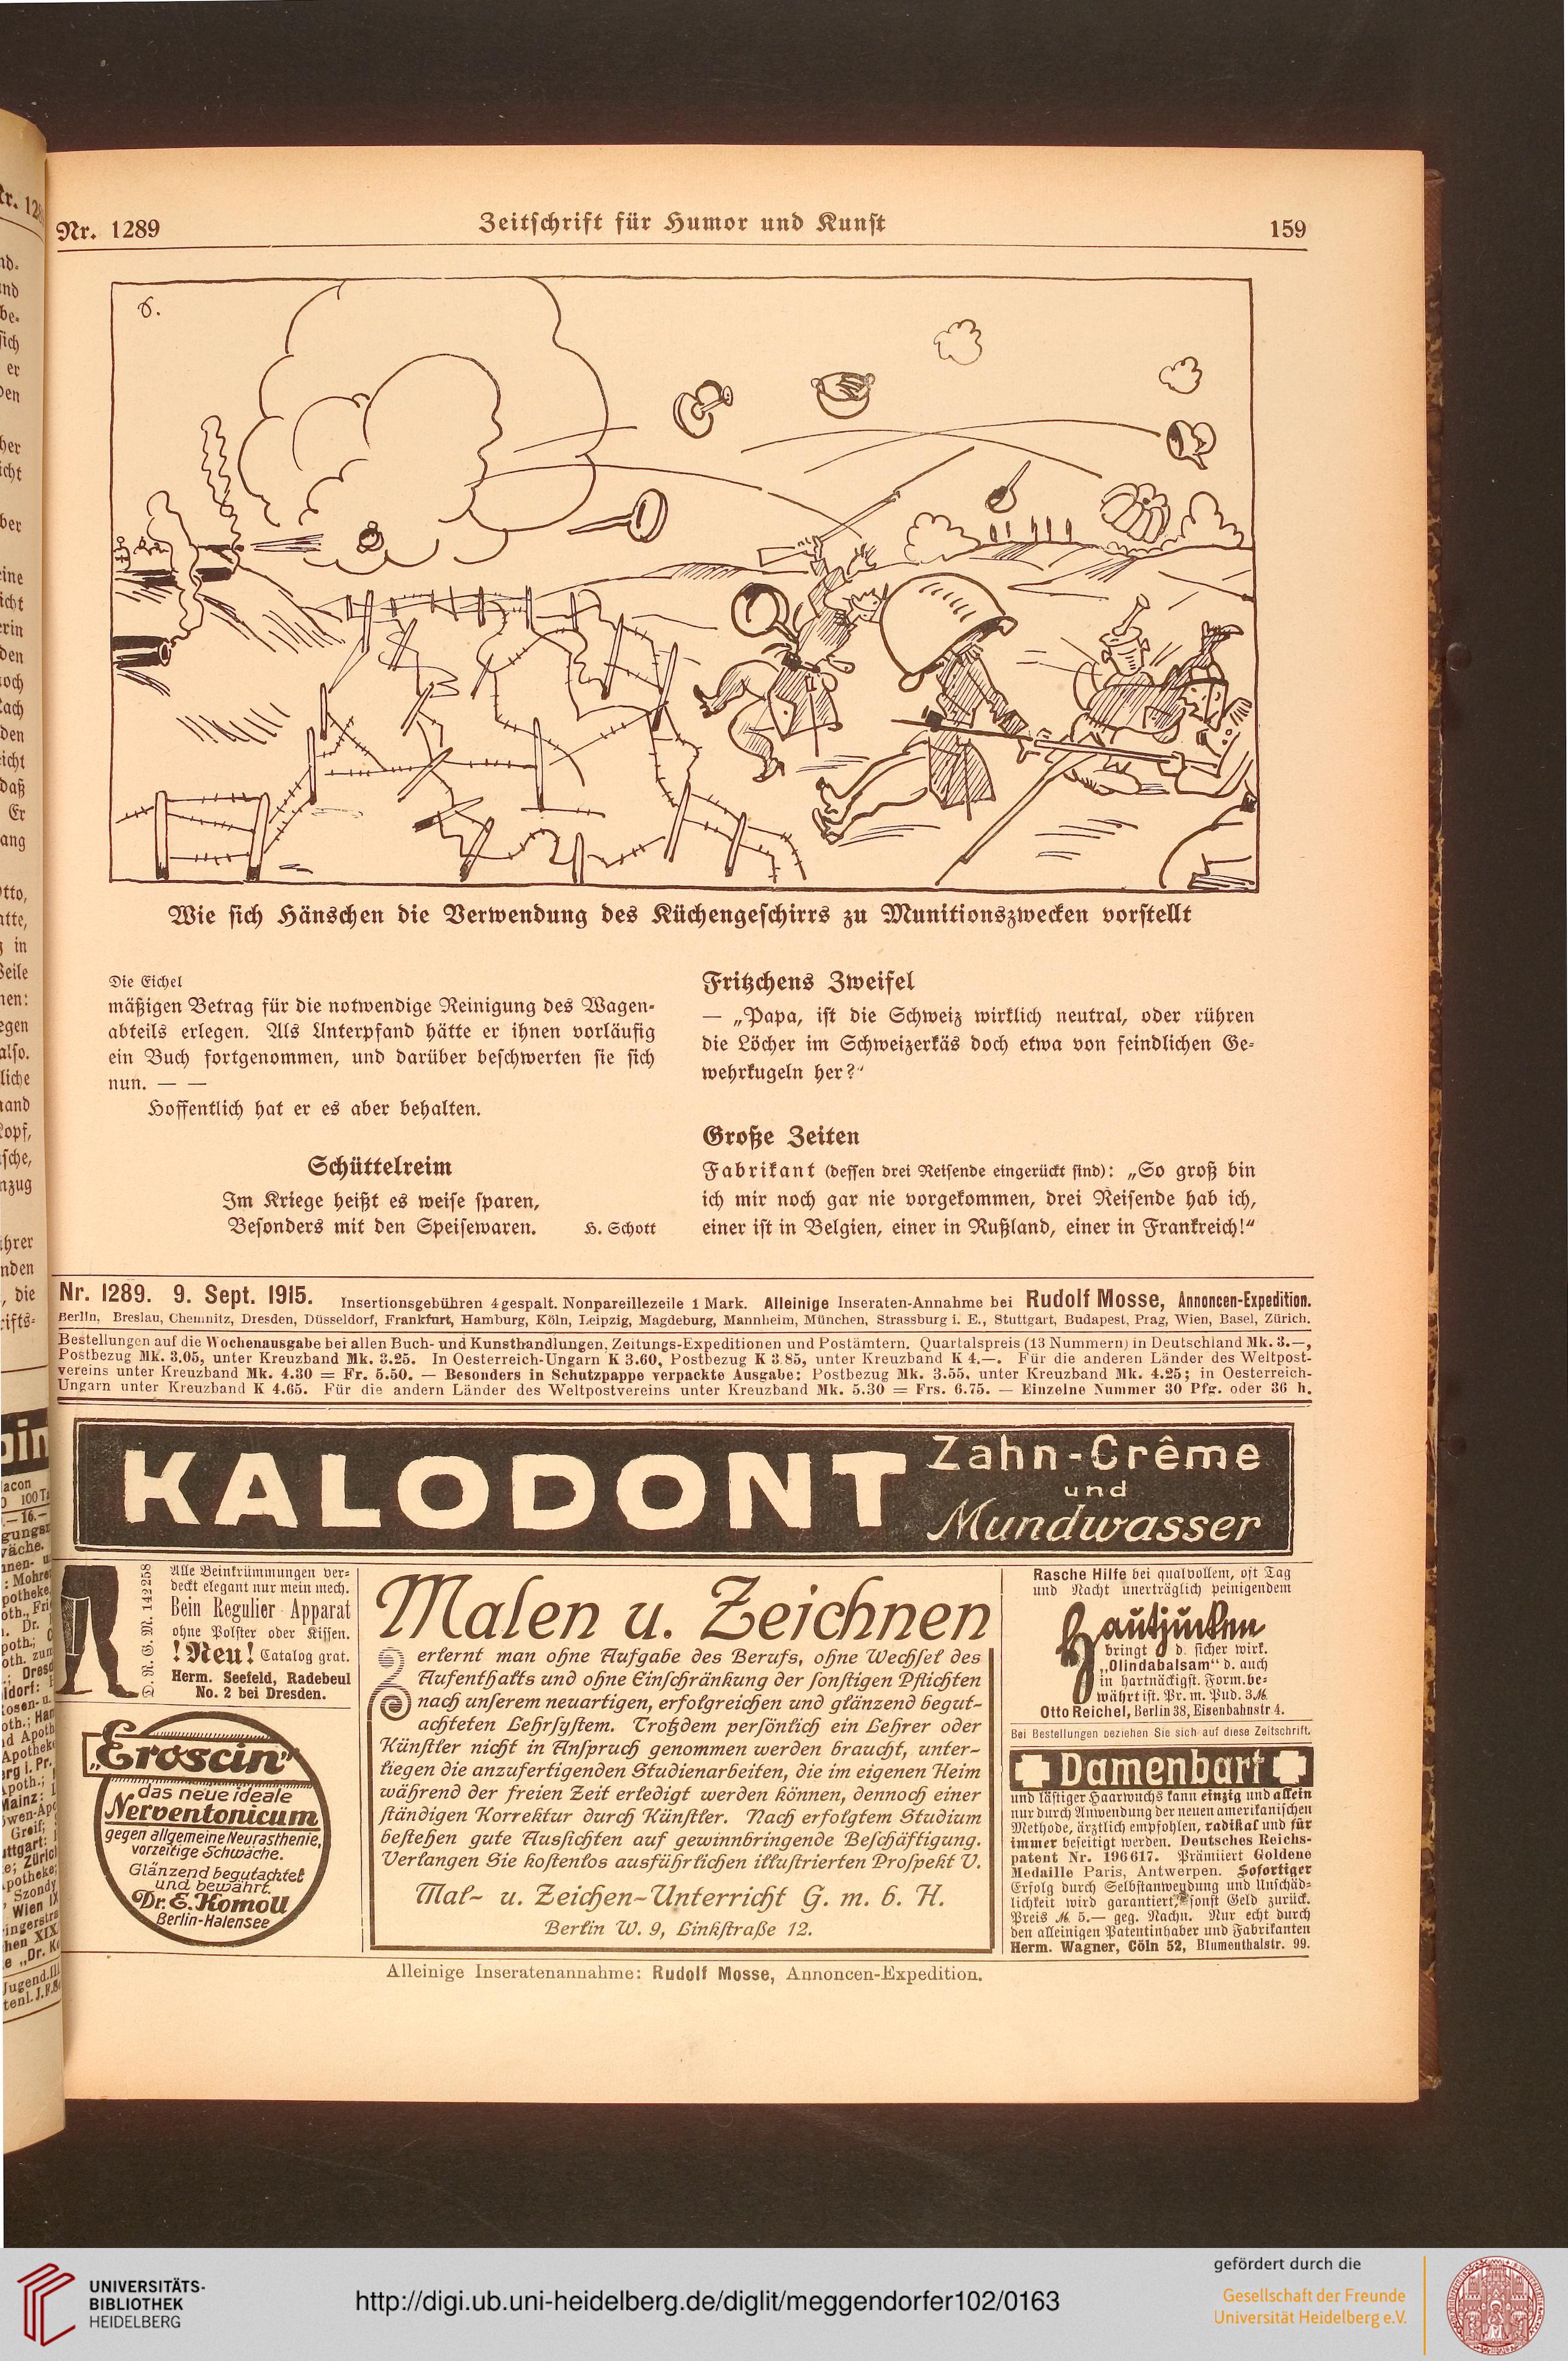 Nr. 1289
Zeitschrift für Humor und Kunst
159
6.
Wie sich Hänschen die Verwendung des Küchengeschirrs zu Munitionszwecken vorstellt
Die Eichel
mäßigen Betrag für die notwendige Reinigung des Wagen-
abteils erlegen. Als Unterpfand hätte er ihnen vorläufig
ein Buch fortgenommen, und darüber beschwerten sie sich
nun. — —
Hoffentlich hat er es aber behalten.
Schüttelreim
Im Kriege heißt es weise sparen,
Besonders mit den Speisewaren.
H. Schott
Fritzchens Zweifel
— „Papa, ist die Schweiz wirklich neutral, oder rühren
die Löcher im Schweizerkäs doch etwa von feindlichen Ge-
wehrkugeln her?“
Große Zeiten
Fabrikant (dessen drei Reisende eingerückt sind): „So groß bin
ich mir noch gar nie vorgekommen, drei Reisende hab ich,
einer ist in Belgien, einer in Rußland, einer in Frankreich!“
Nr. 1289. 9. Sept. 1915. Insertionsgebühren 4gespalt. Nonpareillezeile 1 Mark. Alleinige Inseraten-Annahme bei Rudolf Mosse, Annoncen-Expedition.
Berlin, Breslau, Chemnitz, Dresden, Düsseldorf, Frankfurt, Hamburg, Köln, Leipzig, Magdeburg, Mannheim, München, Strassburg i. E., Stuttgart, Budapest, Prag, Wien, Basel, Zürich.
Bestellungen auf die Wochenausgabe bei allen Buch- und Kunsthandlungen, Zeitungs-Expeditionen und Postämtern. Quartalspreis (13 Nummern) in Deutschland Mk. 3.—,
Postbezug Mk. 3.05, unter Kreuzband Mk. 3.25. In Oesterreich-Ungarn K 3.60, Postbezug K 3.85, unter Kreuzband K 4.—. Für die anderen Länder des Weltpost-
vereins unter Kreuzband Mk. 4.30 = Fr. 5.50. — Besonders in Schutzpappe verpackte Ausgabe: Postbezug Mk. 3.55, unter Kreuzband Mk. 4.25; in Oesterreich-
Ungarn unter Kreuzband K 4.65. Für die andern Länder des Weltpostvereins unter Kreuzband Mk. 5.30 = Frs. 6.75. — Einzelne Nummer 30 Pfg. oder 36 h.
KALODONT
Zahn-Crême
und
Mundwasser
D. R. G. M. 142258
Alle Beinkrümmungen ver-
deckt elegant nur mein mech.
Bein Regulier Apparat
ohne Polster oder Kissen.
!Neu! Catalog grat.
Herm. Seefeld, Radebeul
No. 2 bei Dresden.
„Eroscin“
das neue ideale
Nerventonicum
gegen allgemeine Neurasthenie,
vorzeitige Schwäche.
Glänzend begutachtet
und bewährt.
Dr. E. Komoll
Berlin-Halensee
Malen u. Zeichnen
erlernt man ohne Aufgabe des Berufs, ohne Wechsel des
Aufenthalts und ohne Einschränkung der sonstigen Pflichten
nach unserem neuartigen, erfolgreichen und glänzend begut-
achteten Lehrsystem. Trotzdem persönlich ein Lehrer oder
Künstler nicht in Anspruch genommen werden braucht, unter-
liegen die anzufertigenden Studienarbeiten, die im eigenen Heim
während der freien Zeit erledigt werden können, dennoch einer
ständigen Korrektur durch Künstler. Nach erfolgtem Studium
bestehen gute Aussichten auf gewinnbringende Beschäftigung.
Verlangen Sie kostenlos ausführlichen illustrierten Prospekt V.
Mal- u. Zeichen-Unterricht G. m. b. H.
Berlin W. 9, Linkstraße 12.
Rasche Hilfe bei qualvollem, oft Tag
und Nacht unerträglich peinigendem
Hautjucken
bringt d. sicher wirk.
„Olindabalsam“ d. auch
in hartnäckigst. Form. be-
währt ist. Pr. m. Pud. 3 M.
Otto Reichel, Berlin 38, Eisenbahnstr. 4.
Bei Bestellungen beziehen Sie sich auf diese Zeitschrift.
Damenbart
und lästiger Haarwuchs kann einzig und allein
nur durch Anwendung der neuen amerikanischen
Methode, ärztlich empfohlen, radikal und für
immer beseitigt werden. Deutsches Reichs-
patent Nr. 196617. Prämiiert Goldene
Medaille Paris, Antwerpen. Sofortiger
Erfolg durch Selbstanwendung und Unschäd-
lichkeit wird garantiert, sonst Geld zurück.
Preis M. 5.— geg. Nachn. Nur echt durch
den alleinigen Patentinhaber und Fabrikanten
Herm. Wagner, Cöln 52, Blumenthalstr. 99.
Alleinige Inseratenannahme: Rudolf Mosse, Annoncen-Expedition.
UNIVERSITÄTS-
BIBLIOTHEK
HEIDELBERG
http://digi.ub.uni-heidelberg.de/diglit/meggendorfer102/0163
gefördert durch die
Gesellschaft der Freunde
Universität Heidelberg e.V.